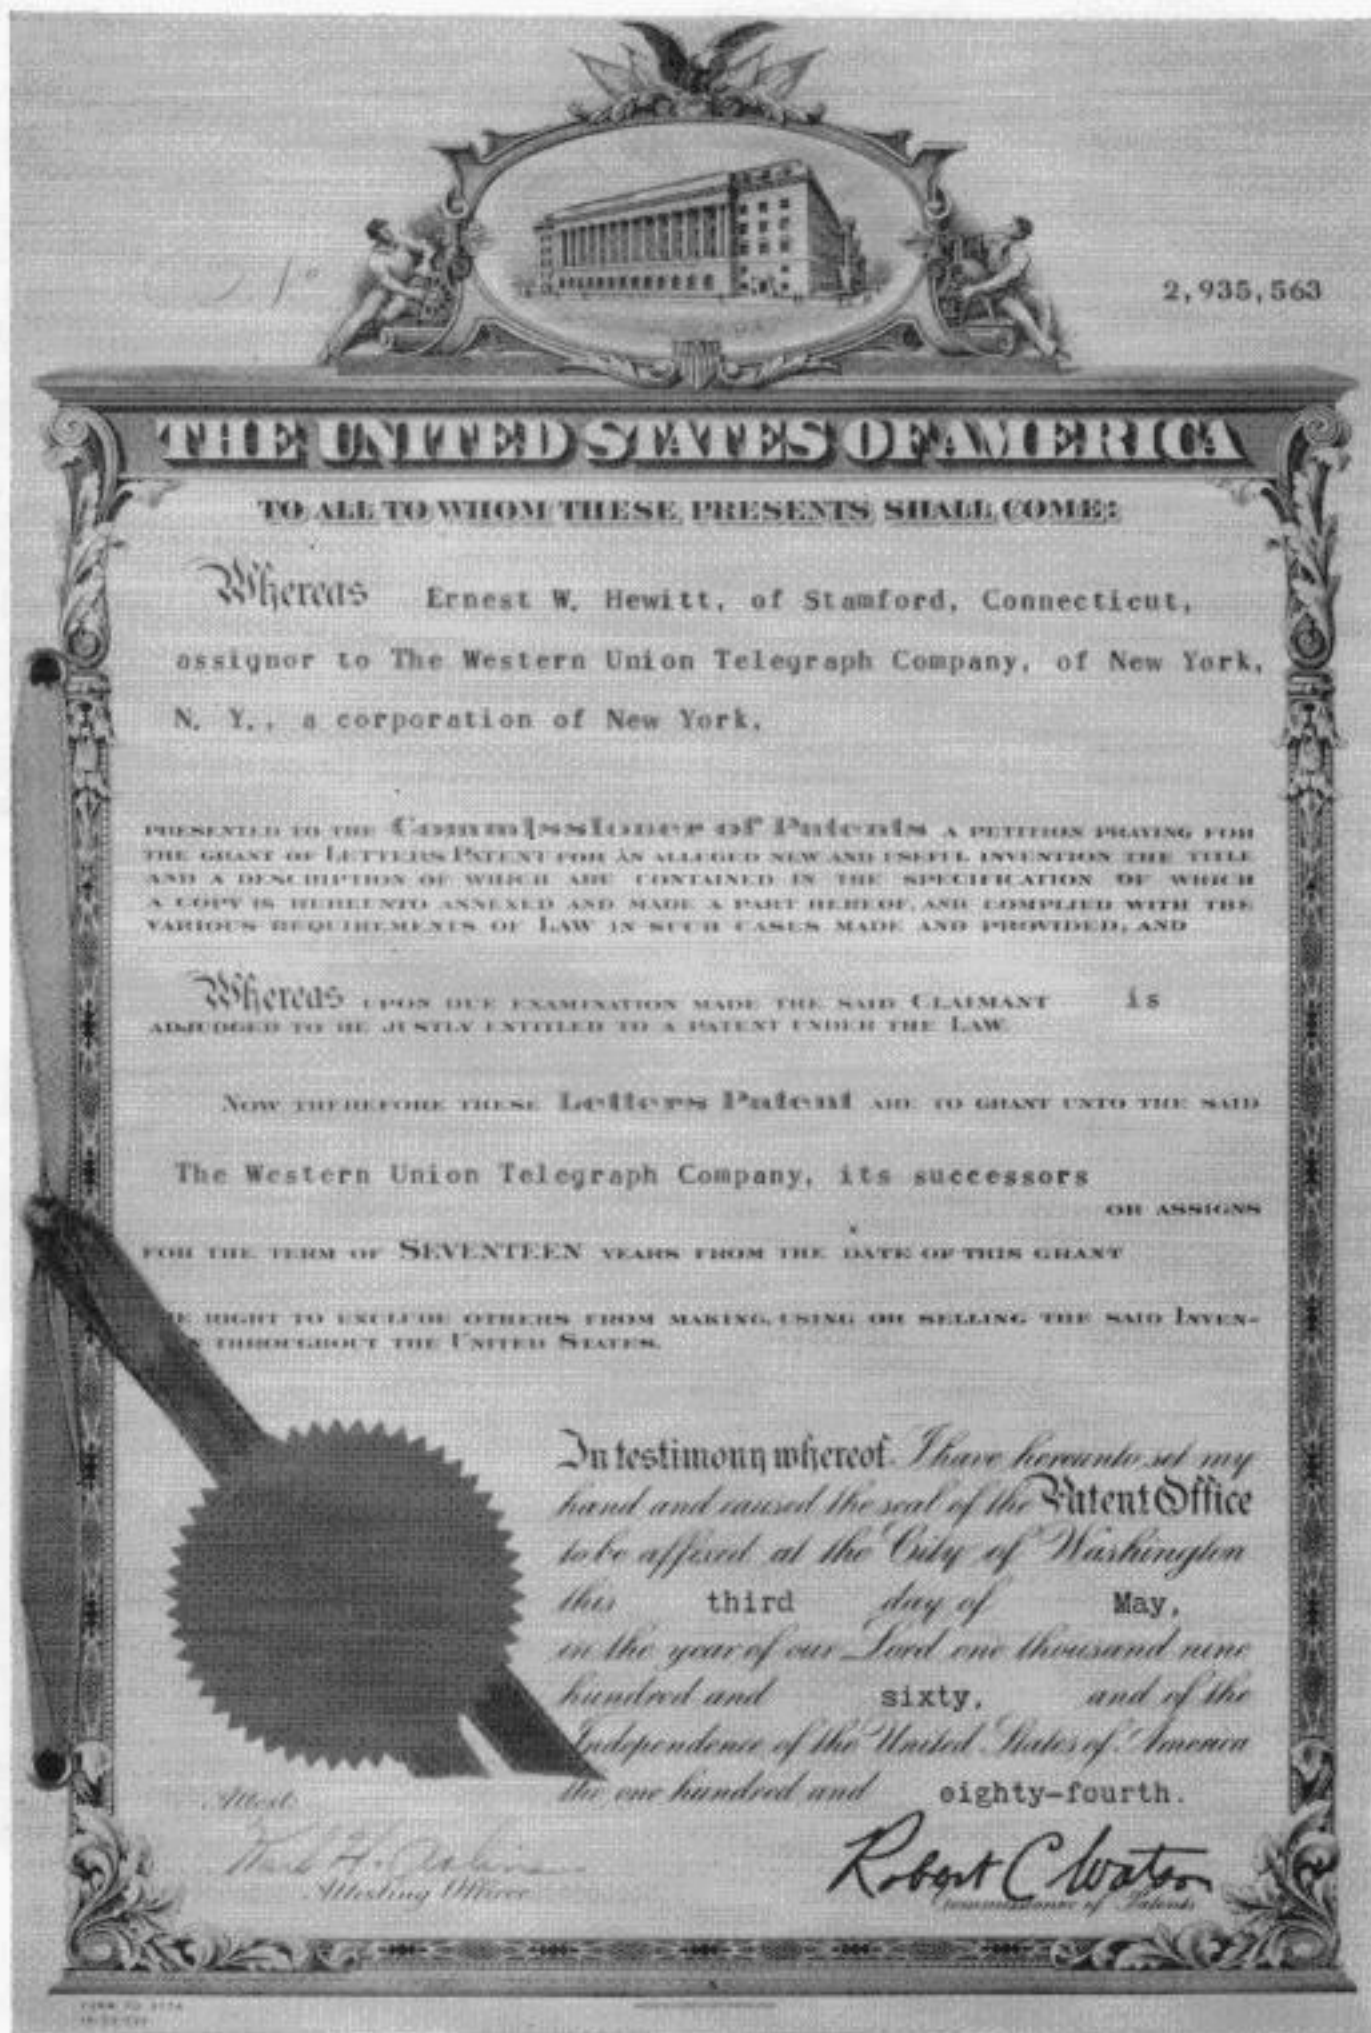 No
2,935,563
THE UNITED STATES OF AMERICA
TO ALL TO WHOM THESE PRESENTS SHALL COME:
Whereas Ernest W. Hewitt, of Stamford, Connecticut,
assignor to The Western Union Telegraph Company, of New York,
N. Y., a corporation of New York,
PRESENTED TO THE Commissioner of Patents A PETITION PRAYING FOR
THE GRANT OF LETTERS PATENT FOR AN ALLEGED NEW AND USEFUL INVENTION THE TITLE
AND A DESCRIPTION OF WHICH ARE CONTAINED IN THE SPECIFICATION OF WHICH
A COPY IS HEREUNTO ANNEXED AND MADE A PART HEREOF, AND COMPLIED WITH THE
VARIOUS REQUIREMENTS OF LAW IN SUCH CASES MADE AND PROVIDED, AND
Whereas UPON DUE EXAMINATION MADE THE SAID CLAIMANT is
ADJUDGED TO BE JUSTLY ENTITLED TO A PATENT UNDER THE LAW.
NOW THEREFORE THESE Letters Patent ARE TO GRANT UNTO THE SAID
The Western Union Telegraph Company, its successors
OR ASSIGNS
FOR THE TERM OF SEVENTEEN YEARS FROM THE DATE OF THIS GRANT
RIGHT TO EXCLUDE OTHERS FROM MAKING, USING OR SELLING THE SAID INVEN-
THROUGHOUT THE UNITED STATES.
In testimony whereof I have hereunto set my
hand and caused the seal of the Patent Office
to be affixed at the City of Washington
this third day of May,
in the year of our Lord one thousand nine
hundred and sixty, and of the
Independence of the United States of America
the one hundred and eighty-fourth.
Attest:
Attesting Officer
Robert C Watson
Commissioner of Patents